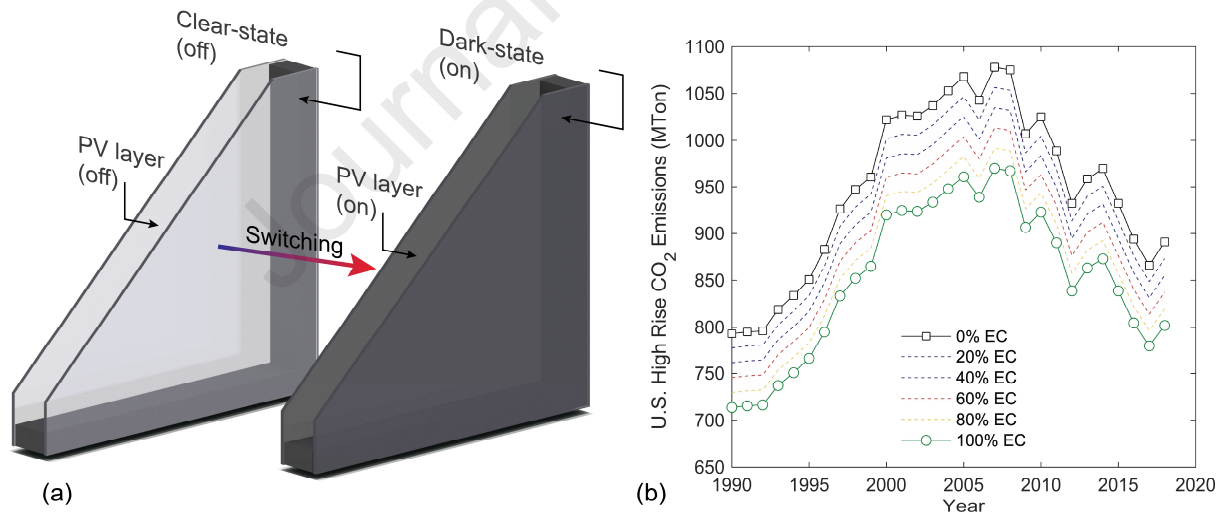 Clear-state
(off)
PV layer
(off)
Dark-state
(on)
PV layer
(on)
Switching
Journal
(a)
U.S. High Rise CO2 Emissions (MTon)
1100
1050
1000
950
900
850
800
750
700
650
0% EC
20% EC
40% EC
60% EC
80% EC
100% EC
1990
1995
2000
2005
2010
2015
2020
Year
(b)